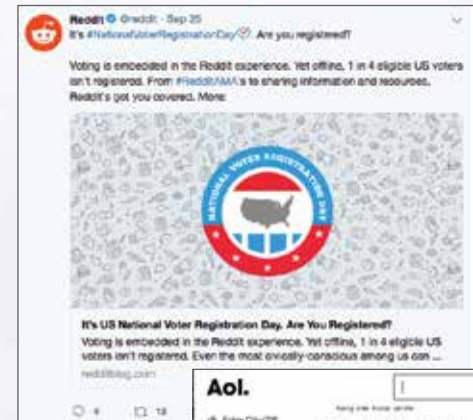 Reddit @reddit · Sep 25
It's #NationalVoterRegistrationDay. Are you registered?
Voting is embedded in the Reddit experience. Yet offline, 1 in 4 eligible US voters
isn't registered. From #RedditAMA's to sharing information and resources,
Reddit's got you covered. More:
NATIONAL VOTER REGISTRATION DAY
It's US National Voter Registration Day. Are You Registered?
Voting is embedded in the Reddit experience. Yet offline, 1 in 4 eligible US
voters isn't registered. Even the most civically-conscious among us can ...
redditblog.com
Aol.